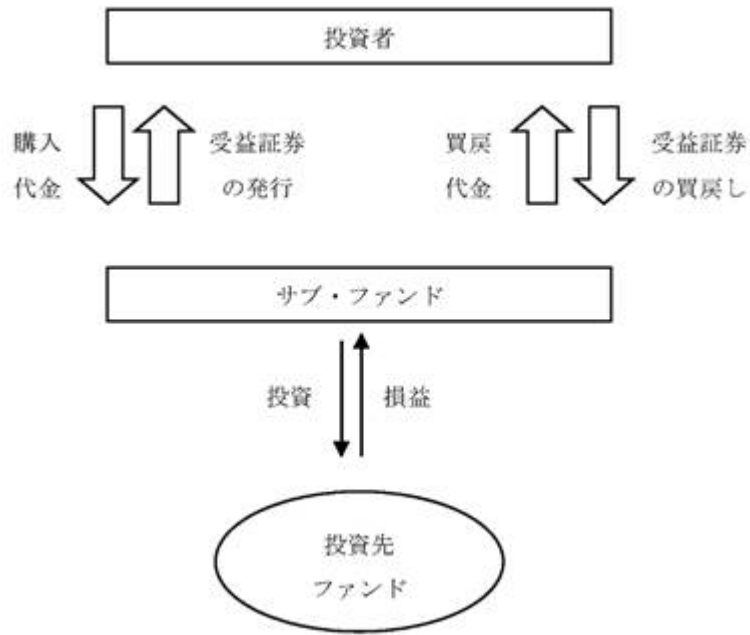 投資者
購入
代金
受益証券
の発行
買戻
代金
受益証券
の買戻し
サブ・ファンド
投資
損益
投資先
ファンド